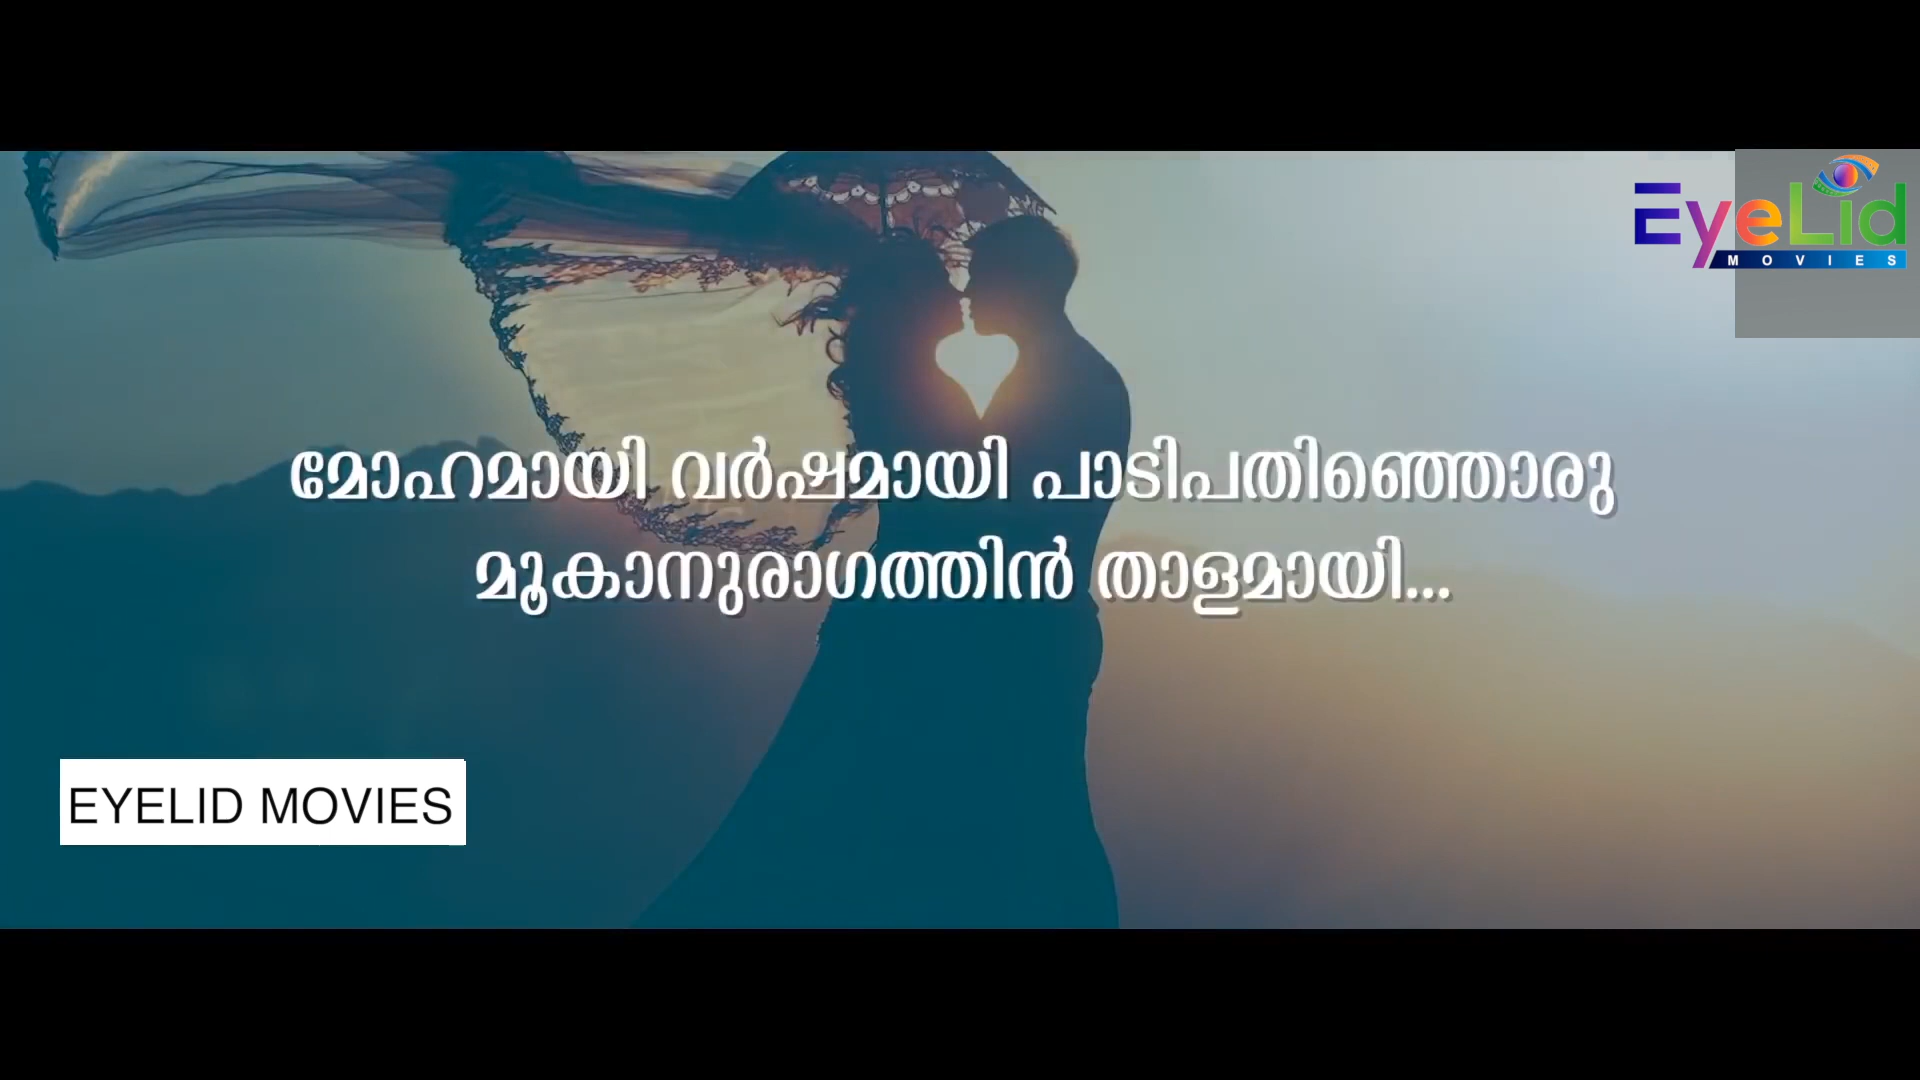 EyeLid
MOVIES
മോഹമായി വർഷമായി പാടിപതിഞ്ഞൊരു
മൂകാനുരാഗത്തിൻ താളമായി...
EYELID MOVIES